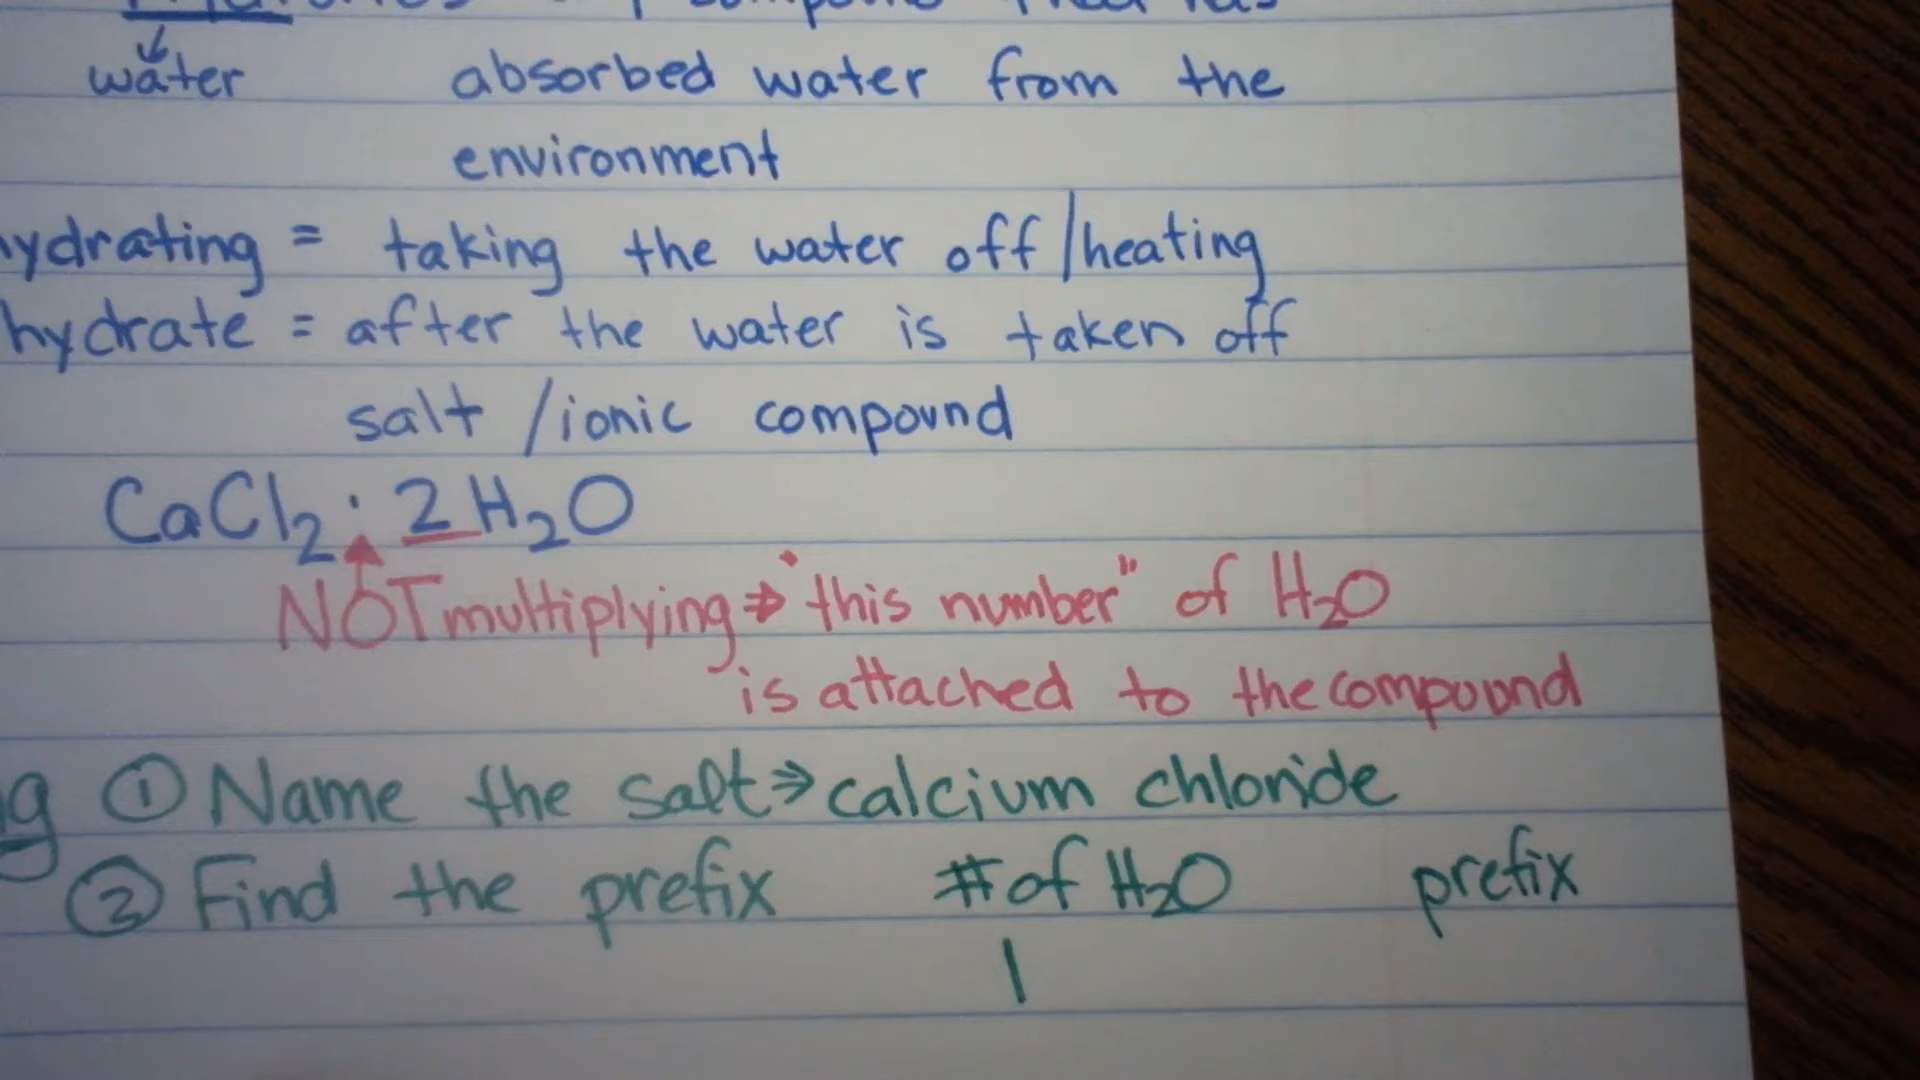 water absorbed water from the
environment
ydrating = taking the water off/heating
hydrate = after the water is taken off
salt /ionic compound
CaCl₂ · 2H₂O
NOT multiplying ⇒ "this number" of H₂O
is attached to the compound
g ① Name the salt ⇒ calcium chloride
② Find the prefix # of H₂O prefix
1